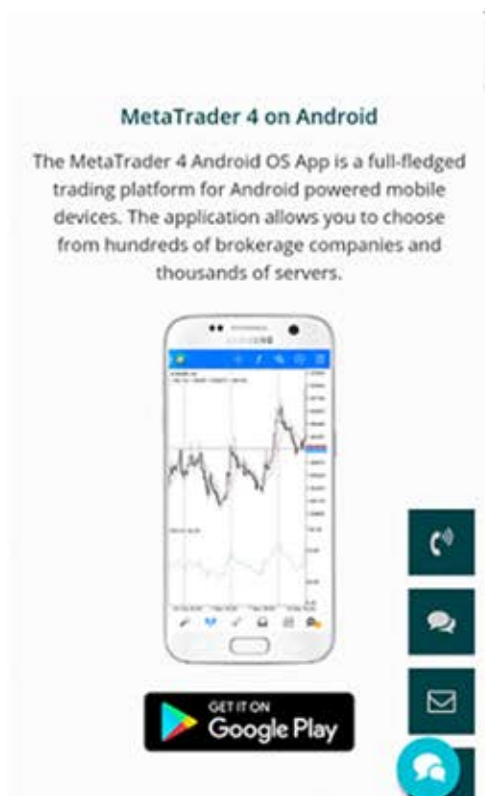 MetaTrader 4 on Android
The MetaTrader 4 Android OS App is a full-fledged
trading platform for Android powered mobile
devices. The application allows you to choose
from hundreds of brokerage companies and
thousands of servers.
SAMSUNG
GET IT ON
Google Play